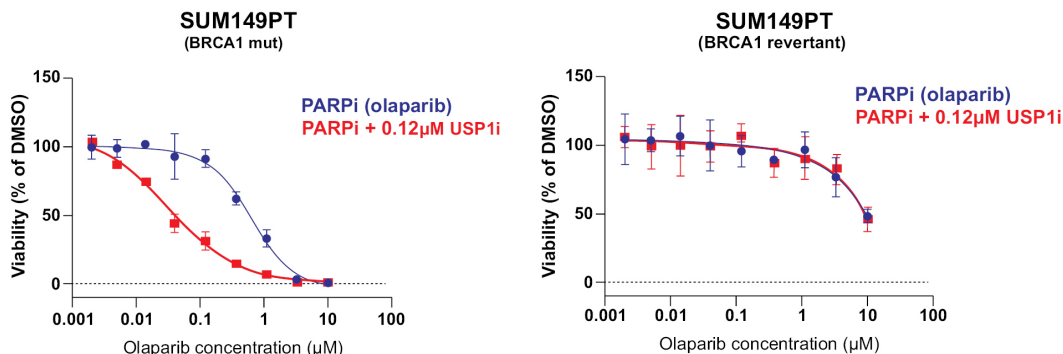 SUM149PT
(BRCA1 mut)
150
100
50
0
Viability (% of DMSO)
PARPi (olaparib)
PARPi + 0.12µM USP1i
0.001
0.01
0.1
1
10
100
Olaparib concentration (µM)
SUM149PT
(BRCA1 revertant)
150
100
50
0
Viability (% of DMSO)
PARPi (olaparib)
PARPi + 0.12µM USP1i
0.001
0.01
0.1
1
10
100
Olaparib concentration (µM)